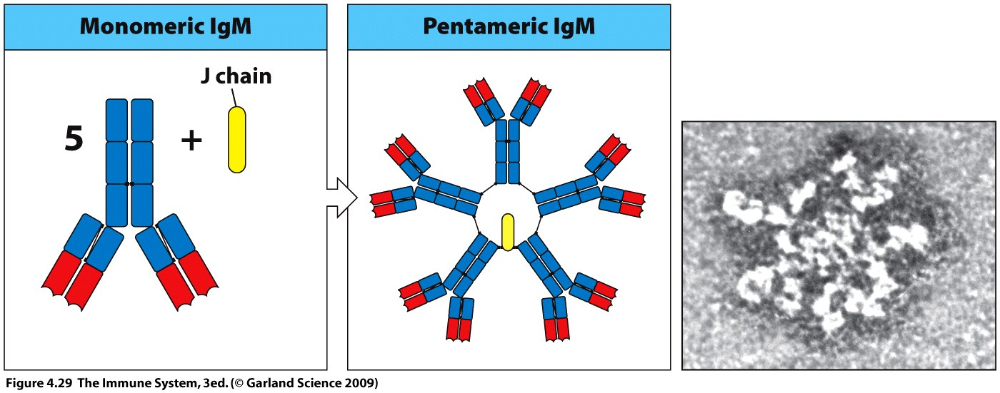 Monomeric IgM
Pentameric IgM
J chain
5
+
Figure 4.29 The Immune System, 3ed. (© Garland Science 2009)